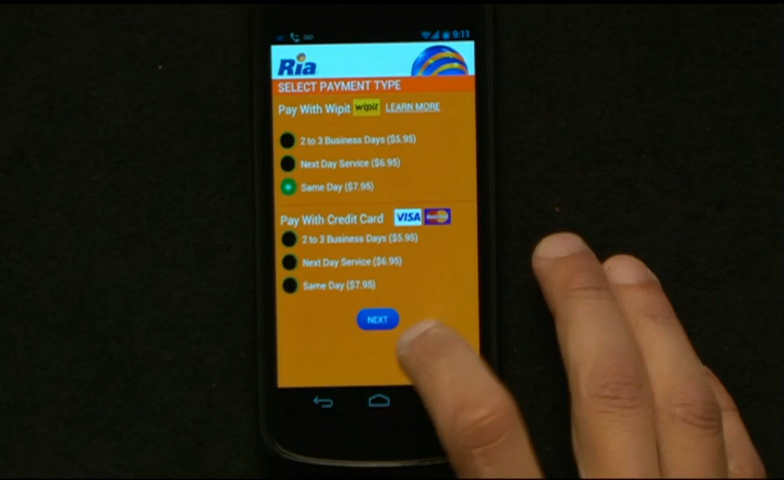 9:11
Ria
SELECT PAYMENT TYPE
Pay With Wipit wipit LEARN MORE
2 to 3 Business Days ($5.95)
Next Day Service ($6.95)
Same Day ($7.95)
Pay With Credit Card VISA MasterCard
2 to 3 Business Days ($5.95)
Next Day Service ($6.95)
Same Day ($7.95)
NEXT